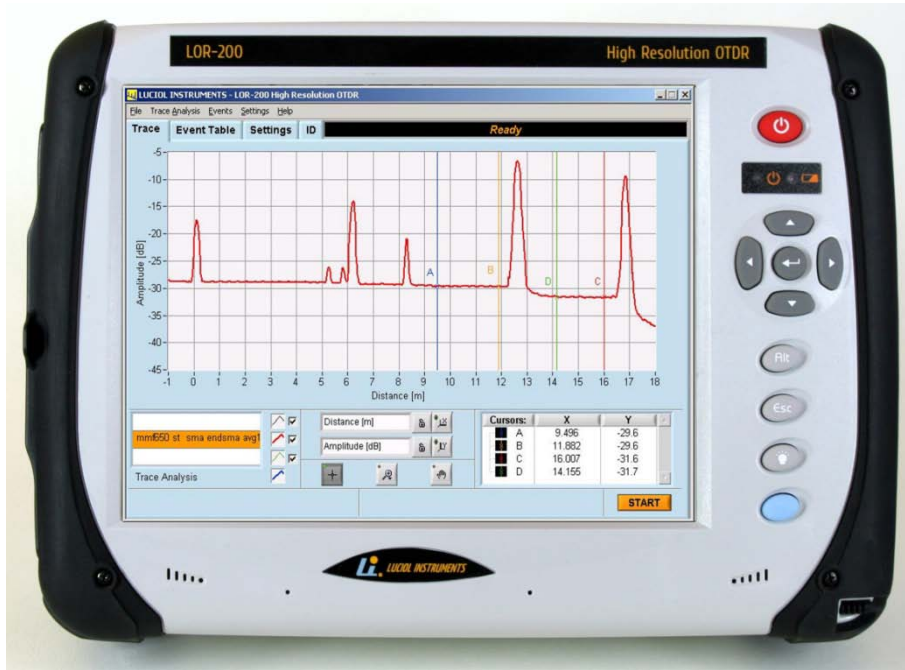 LOR-200 High Resolution OTDR
LUCIOL INSTRUMENTS - LOR-200 High Resolution OTDR
File Trace Analysis Events Settings Help
Trace Event Table Settings ID Ready
Amplitude [dB]
-5
-10
-15
-20
-25
-30
-35
-40
-45
A B D C
-1 0 1 2 3 4 5 6 7 8 9 10 11 12 13 14 15 16 17 18
Distance [m]
mmf650 st sma endsma avg1
Trace Analysis
Distance [m]
Amplitude [dB]
Cursors: X Y
A 9.496 -29.6
B 11.882 -29.6
C 16.007 -31.6
D 14.155 -31.7
START
Alt
Esc
Li. LUCIOL INSTRUMENTS